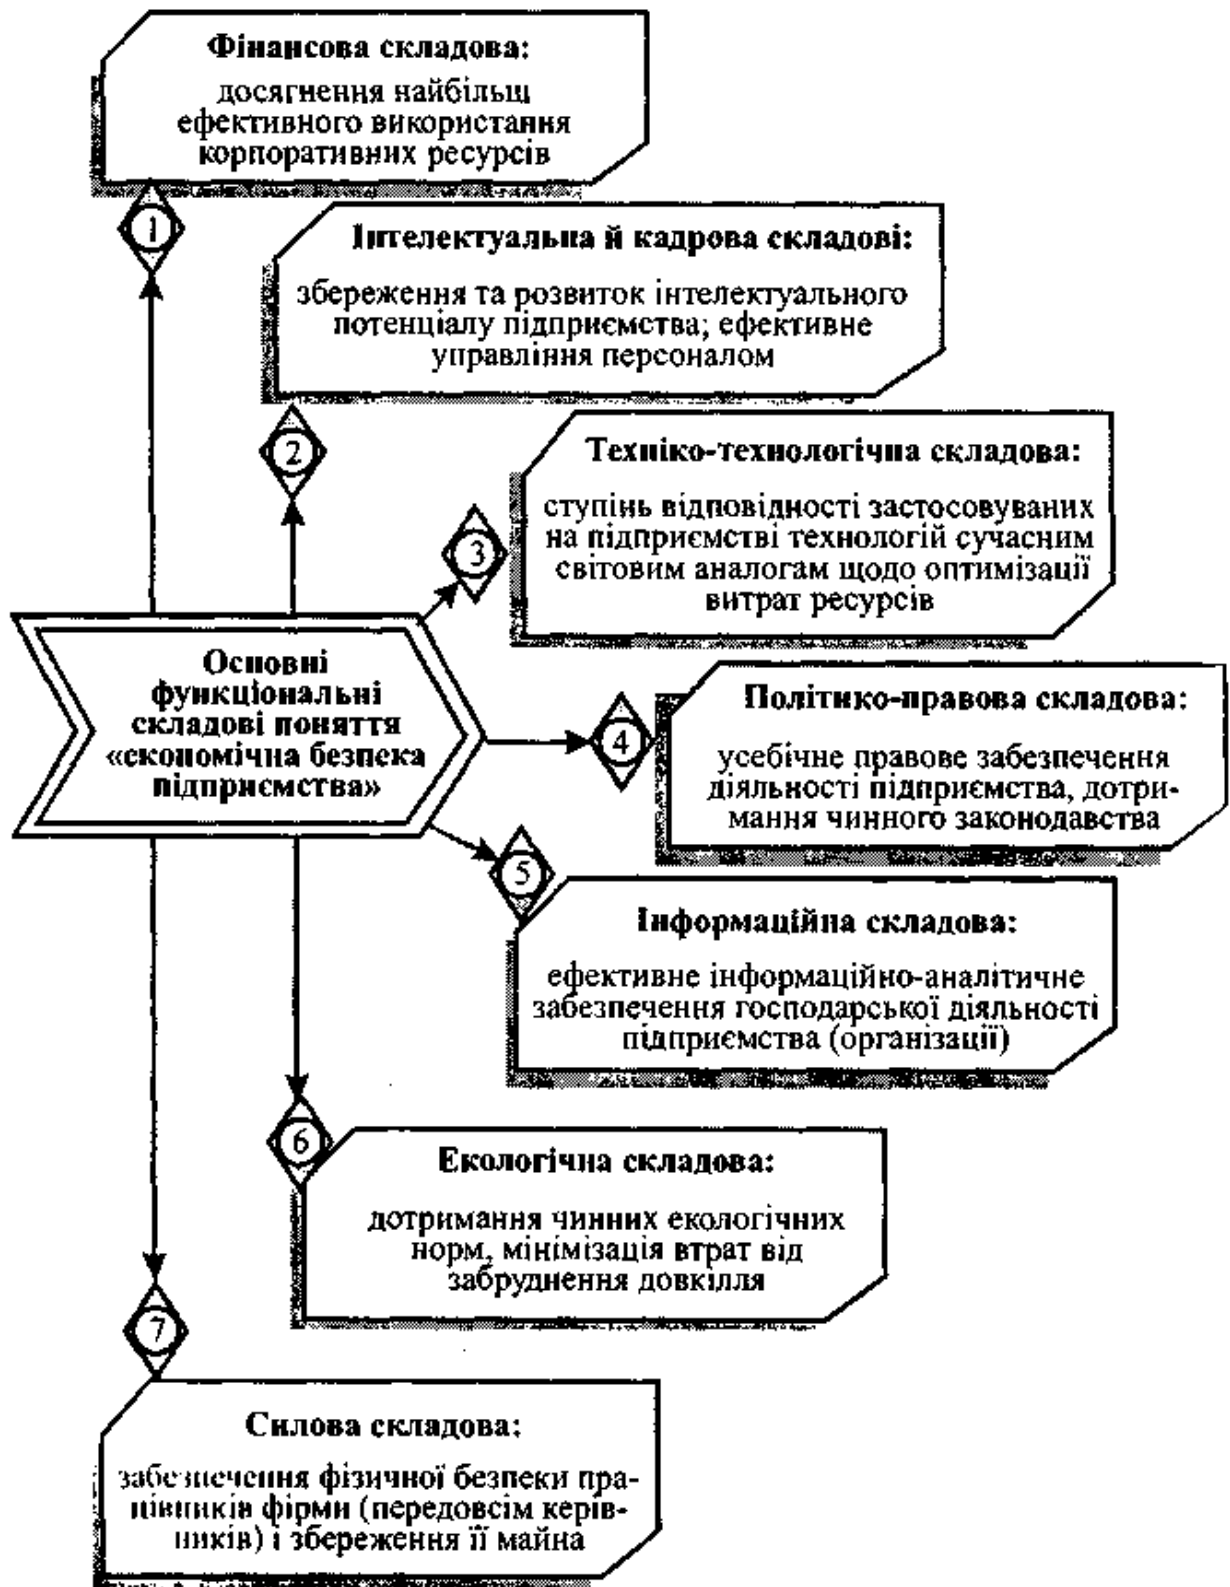 Фінансова складова:
досягнення найбільш
ефективного використання
корпоративних ресурсів
1
Інтелектуальна й кадрова складові:
збереження та розвиток інтелектуального
потенціалу підприємства; ефективне
управління персоналом
2
Техніко-технологічна складова:
ступінь відповідності застосовуваних
на підприємстві технологій сучасним
світовим аналогам щодо оптимізації
витрат ресурсів
3
Основні
функціональні
складові поняття
«економічна безпека
підприємства»
Політико-правова складова:
усебічне правове забезпечення
діяльності підприємства, дотри-
мання чинного законодавства
4
5
Інформаційна складова:
ефективне інформаційно-аналітичне
забезпечення господарської діяльності
підприємства (організації)
6
Екологічна складова:
дотримання чинних екологічних
норм, мінімізація втрат від
забруднення довкілля
7
Силова складова:
забезпечення фізичної безпеки пра-
цівників фірми (передовсім керів-
ників) і збереження її майна